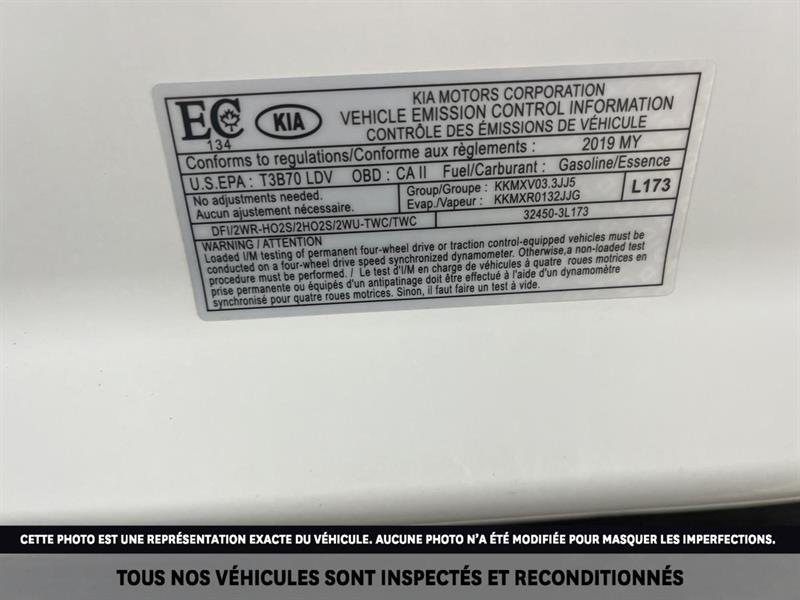 EC
134
KIA
KIA MOTORS CORPORATION
VEHICLE EMISSION CONTROL INFORMATION
CONTRÔLE DES ÉMISSIONS DE VÉHICULE
Conforms to regulations/Conforme aux règlements : 2019 MY
U.S.EPA : T3B70 LDV OBD : CA II Fuel/Carburant : Gasoline/Essence
No adjustments needed.
Aucun ajustement nécessaire.
Group/Groupe : KKMXV03.3JJ5
Evap./Vapeur : KKMXR0132JJG
L173
DFI/2WR-HO2S/2HO2S/2WU-TWC/TWC
32450-3L173
WARNING / ATTENTION
Loaded I/M testing of permanent four-wheel drive or traction control-equipped vehicles must be
conducted on a four-wheel drive speed synchronized dynamometer. Otherwise,a non-loaded test
procedure must be performed. / Le test d'I/M en charge de véhicules à quatre roues motrices en
prise permanente ou équipés d'un antipatinage doit être effectué à l'aide d'un dynamomètre
synchronisé pour quatre roues motrices. Sinon, il faut faire un test à vide.
CETTE PHOTO EST UNE REPRÉSENTATION EXACTE DU VÉHICULE. AUCUNE PHOTO N'A ÉTÉ MODIFIÉE POUR MASQUER LES IMPERFECTIONS.
TOUS NOS VÉHICULES SONT INSPECTÉS ET RECONDITIONNÉS